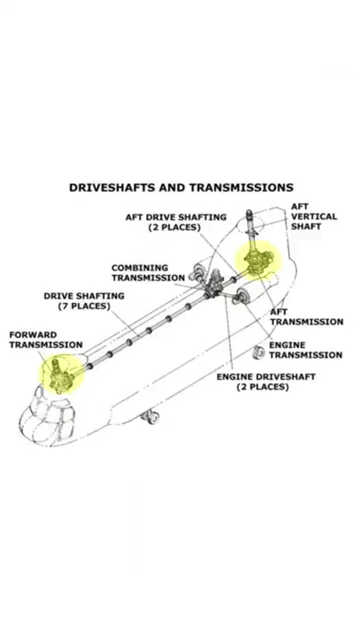 DRIVESHAFTS AND TRANSMISSIONS
AFT
VERTICAL
SHAFT
AFT DRIVE SHAFTING
(2 PLACES)
COMBINING
TRANSMISSION
DRIVE SHAFTING
(7 PLACES)
FORWARD
TRANSMISSION
AFT
TRANSMISSION
ENGINE
TRANSMISSION
ENGINE DRIVESHAFT
(2 PLACES)